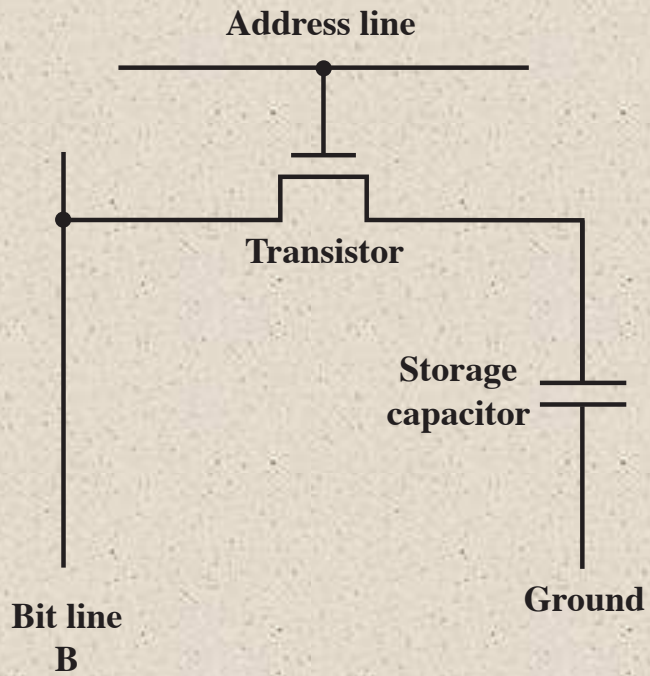 Address line
Transistor
Storage
capacitor
Ground
Bit line
B